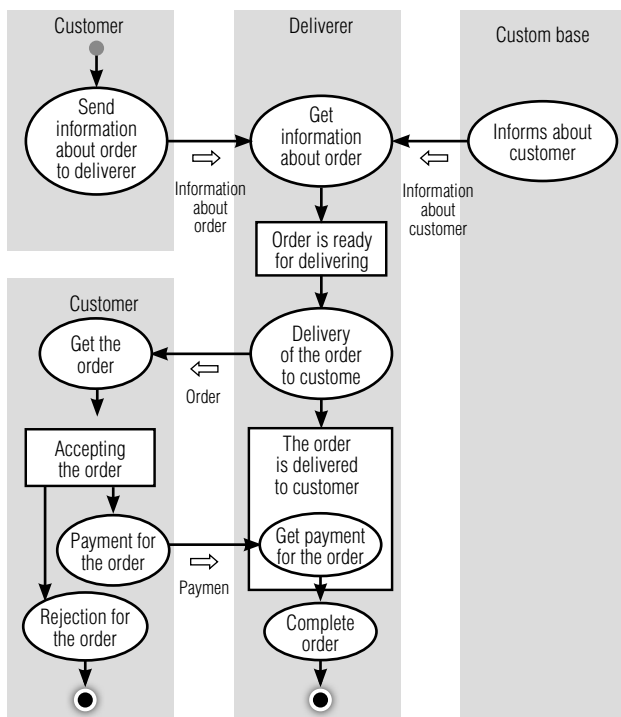 Customer
Deliverer
Custom base
Send
information
about order
to deliverer
Get
information
about order
Informs about
customer
Information
about
order
Information
about
customer
Order is ready
for delivering
Customer
Get the
order
Delivery
of the order
to custome
Order
Accepting
the order
The order
is delivered
to customer
Payment for
the order
Get payment
for the order
Paymen
Rejection for
the order
Complete
order